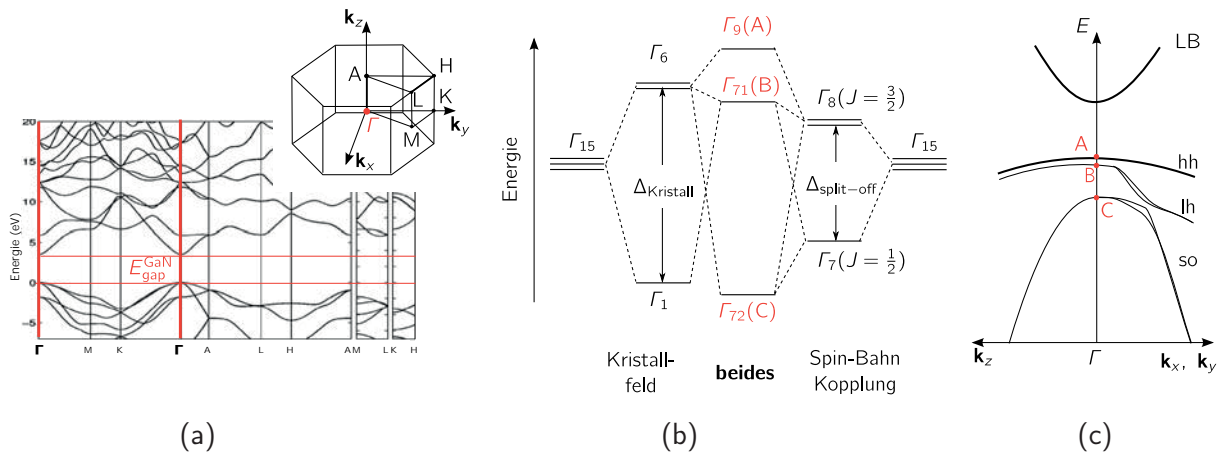 k_z
A
H
L
K
Γ
k_y
M
k_x
Energie (eV)
20
15
10
5
0
−5
E_gap^GaN
Γ M K Γ A L H A M L K H
(a)
Energie
Γ_9(A)
Γ_6
Γ_71(B)
Γ_8(J = 3/2)
Γ_15
Γ_15
Δ_Kristall
Δ_split−off
Γ_7(J = 1/2)
Γ_1
Γ_72(C)
Kristall-
feld
beides
Spin-Bahn
Kopplung
(b)
E
LB
A
hh
B
lh
C
so
k_z
Γ
k_x, k_y
(c)